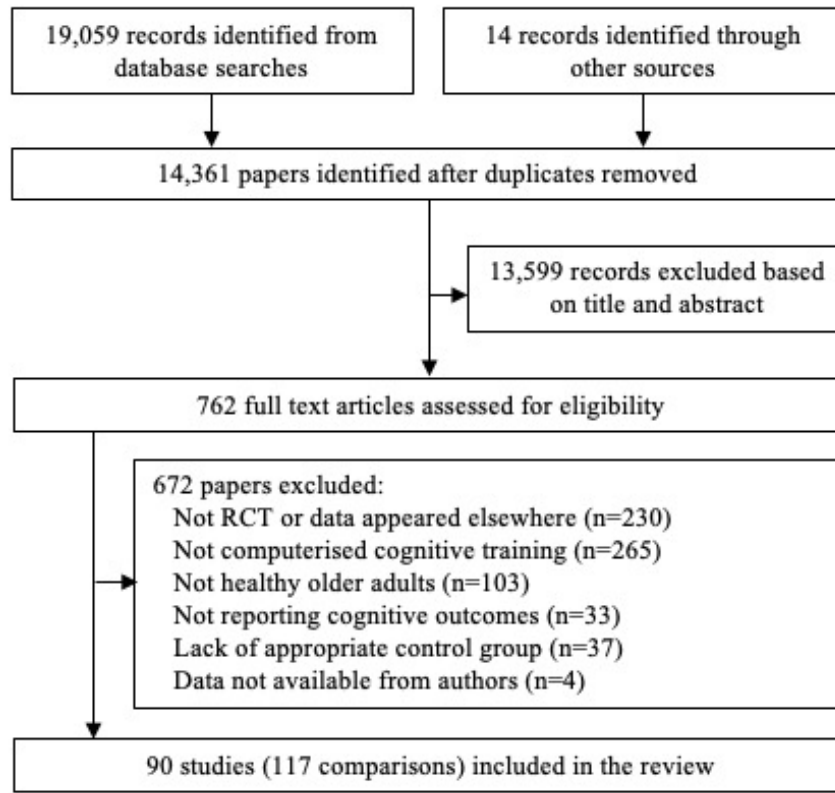 19,059 records identified from
database searches
14 records identified through
other sources
14,361 papers identified after duplicates removed
13,599 records excluded based
on title and abstract
762 full text articles assessed for eligibility
672 papers excluded:
Not RCT or data appeared elsewhere (n=230)
Not computerised cognitive training (n=265)
Not healthy older adults (n=103)
Not reporting cognitive outcomes (n=33)
Lack of appropriate control group (n=37)
Data not available from authors (n=4)
90 studies (117 comparisons) included in the review